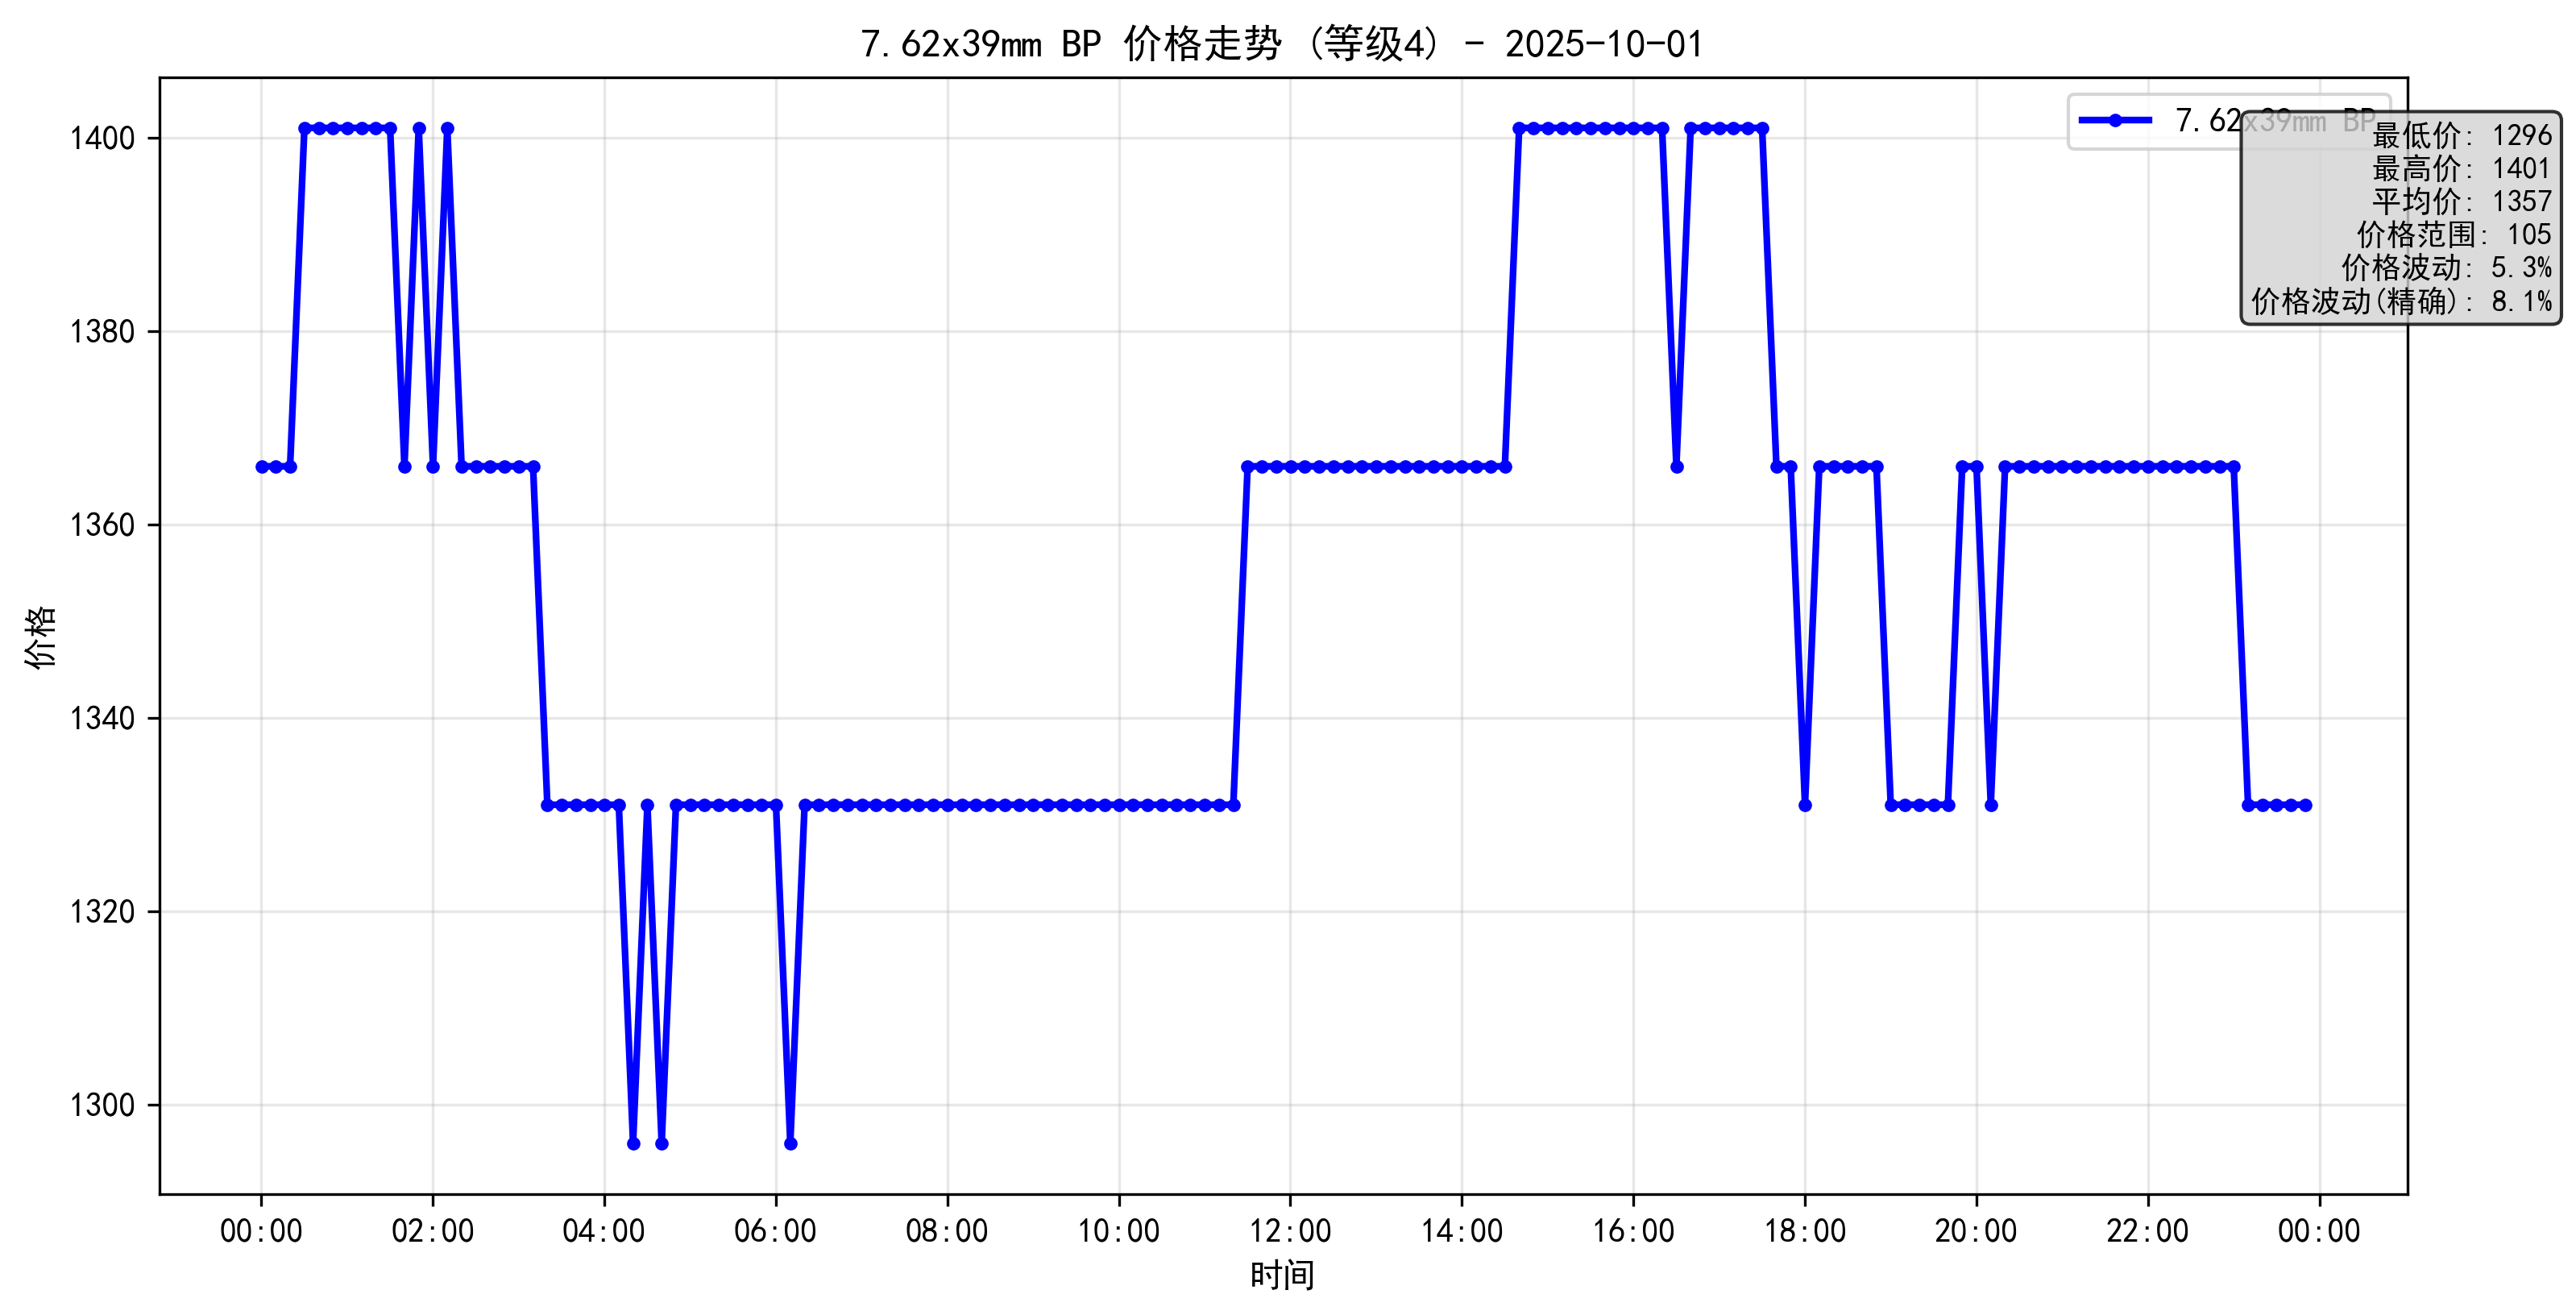 7.62x39mm BP 价格走势 (等级4) - 2025-10-01
7.62x39mm BP
最低价: 1296
最高价: 1401
平均价: 1357
价格范围: 105
价格波动: 5.3%
价格波动(精确): 8.1%
价格
1400
1380
1360
1340
1320
1300
00:00 02:00 04:00 06:00 08:00 10:00 12:00 14:00 16:00 18:00 20:00 22:00 00:00
时间